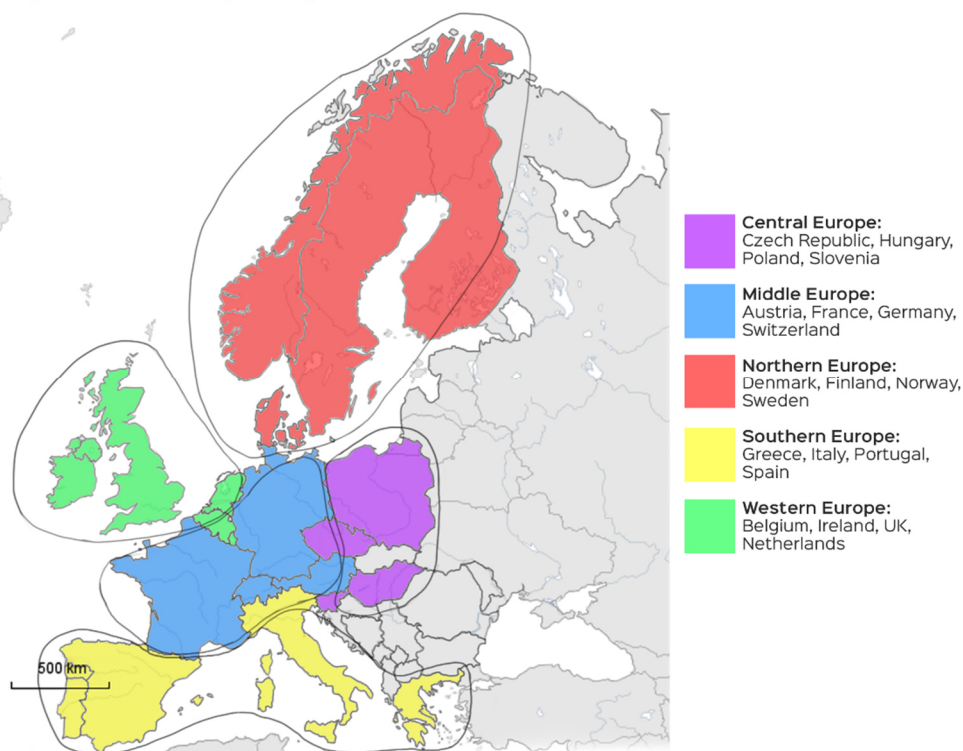 Central Europe:
Czech Republic, Hungary,
Poland, Slovenia
Middle Europe:
Austria, France, Germany,
Switzerland
Northern Europe:
Denmark, Finland, Norway,
Sweden
Southern Europe:
Greece, Italy, Portugal,
Spain
Western Europe:
Belgium, Ireland, UK,
Netherlands
500 km